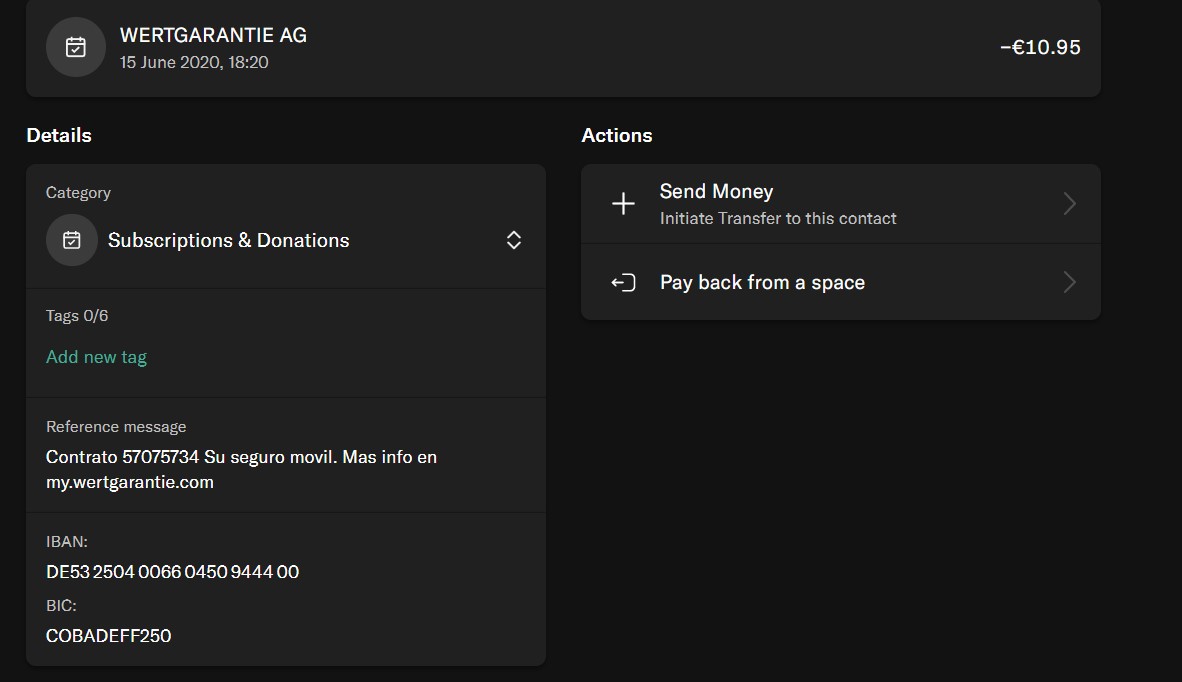 WERTGARANTIE AG
15 June 2020, 18:20
−€10.95
Details
Category
Subscriptions & Donations
Tags 0/6
Add new tag
Reference message
Contrato 57075734 Su seguro movil. Mas info en
my.wertgarantie.com
IBAN:
DE53 2504 0066 0450 9444 00
BIC:
COBADEFF250
Actions
Send Money
Initiate Transfer to this contact
Pay back from a space